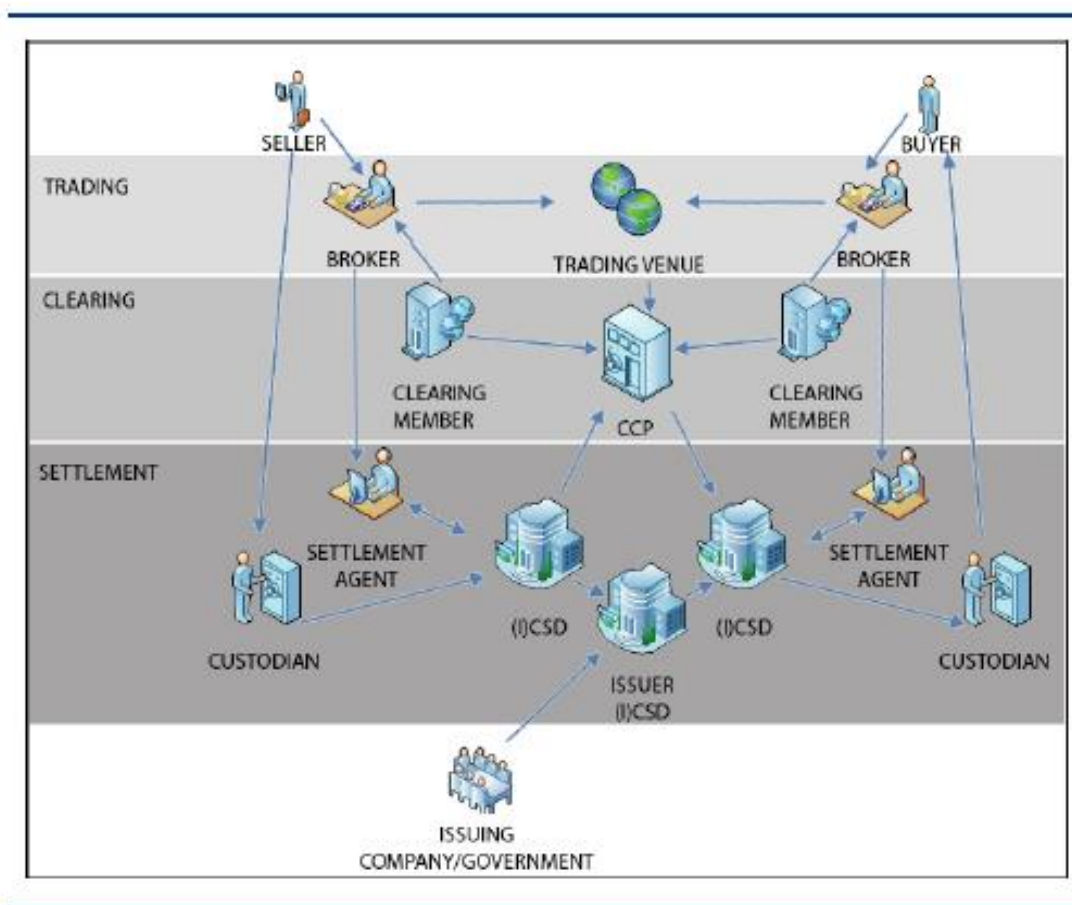 SELLER
BUYER
TRADING
BROKER
TRADING VENUE
BROKER
CLEARING
CLEARING
MEMBER
CCP
CLEARING
MEMBER
SETTLEMENT
SETTLEMENT
AGENT
SETTLEMENT
AGENT
(I)CSD
(I)CSD
CUSTODIAN
CUSTODIAN
ISSUER
(I)CSD
ISSUING
COMPANY/GOVERNMENT